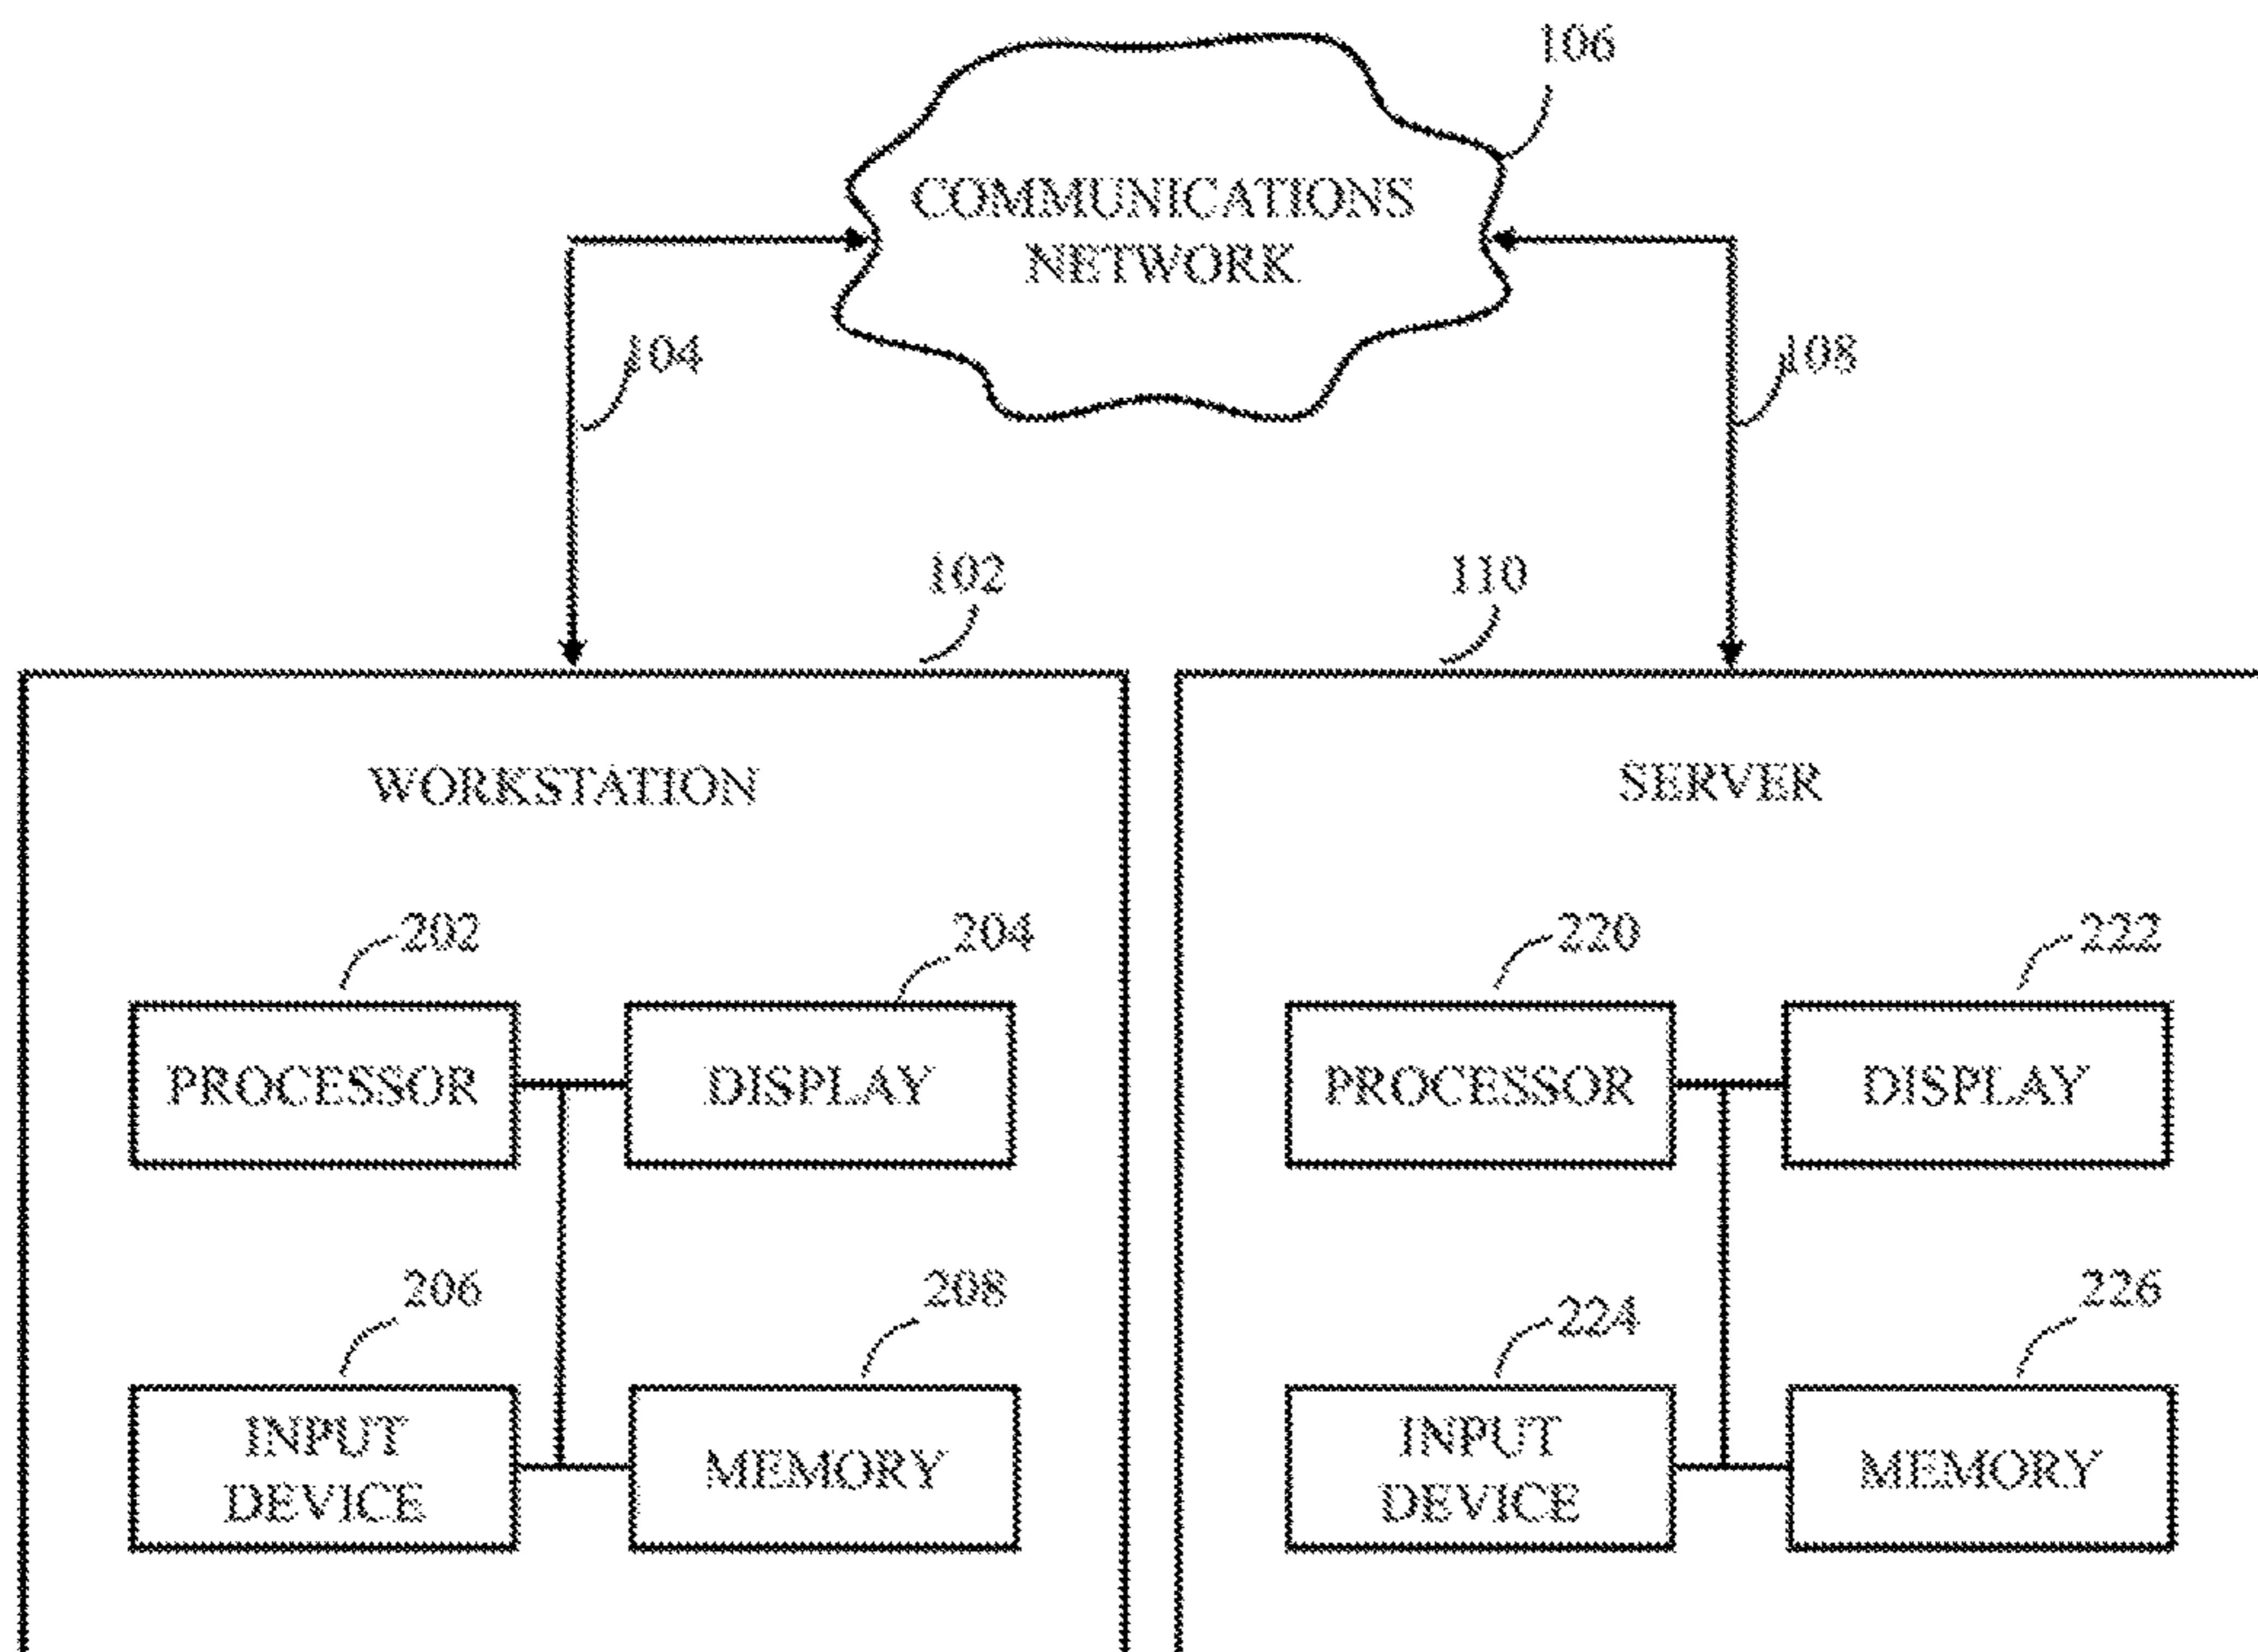 106
COMMUNICATIONS
NETWORK
104
108
102
110
WORKSTATION
SERVER
202
204
220
222
PROCESSOR
DISPLAY
PROCESSOR
DISPLAY
206
208
224
226
INPUT
DEVICE
MEMORY
INPUT
DEVICE
MEMORY